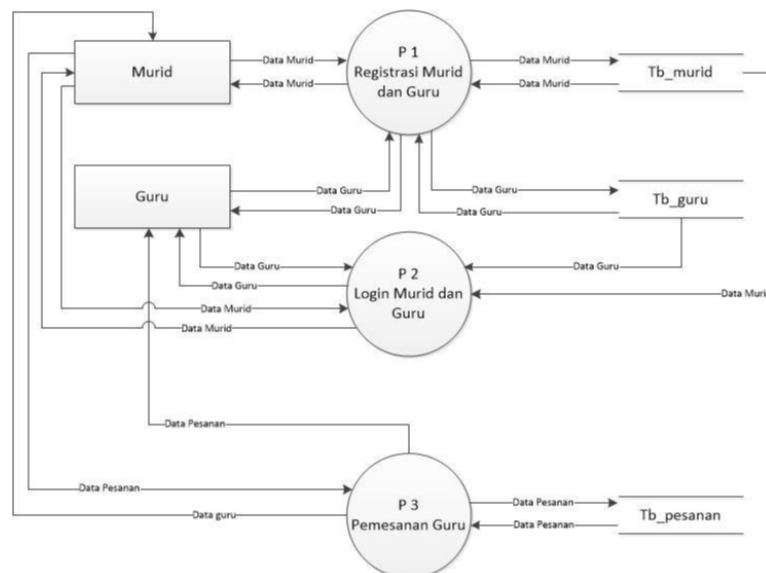 P 1
Registrasi Murid
dan Guru
Murid
Data Murid
Data Murid
Data Murid
Data Murid
Tb_murid
Guru
Data Guru
Data Guru
Data Guru
Data Guru
Tb_guru
P 2
Login Murid dan
Guru
Data Guru
Data Guru
Data Murid
Data Murid
Data Guru
Data Muri
Data Pesanan
P 3
Pemesanan Guru
Data Pesanan
Data guru
Data Pesanan
Data Pesanan
Tb_pesanan